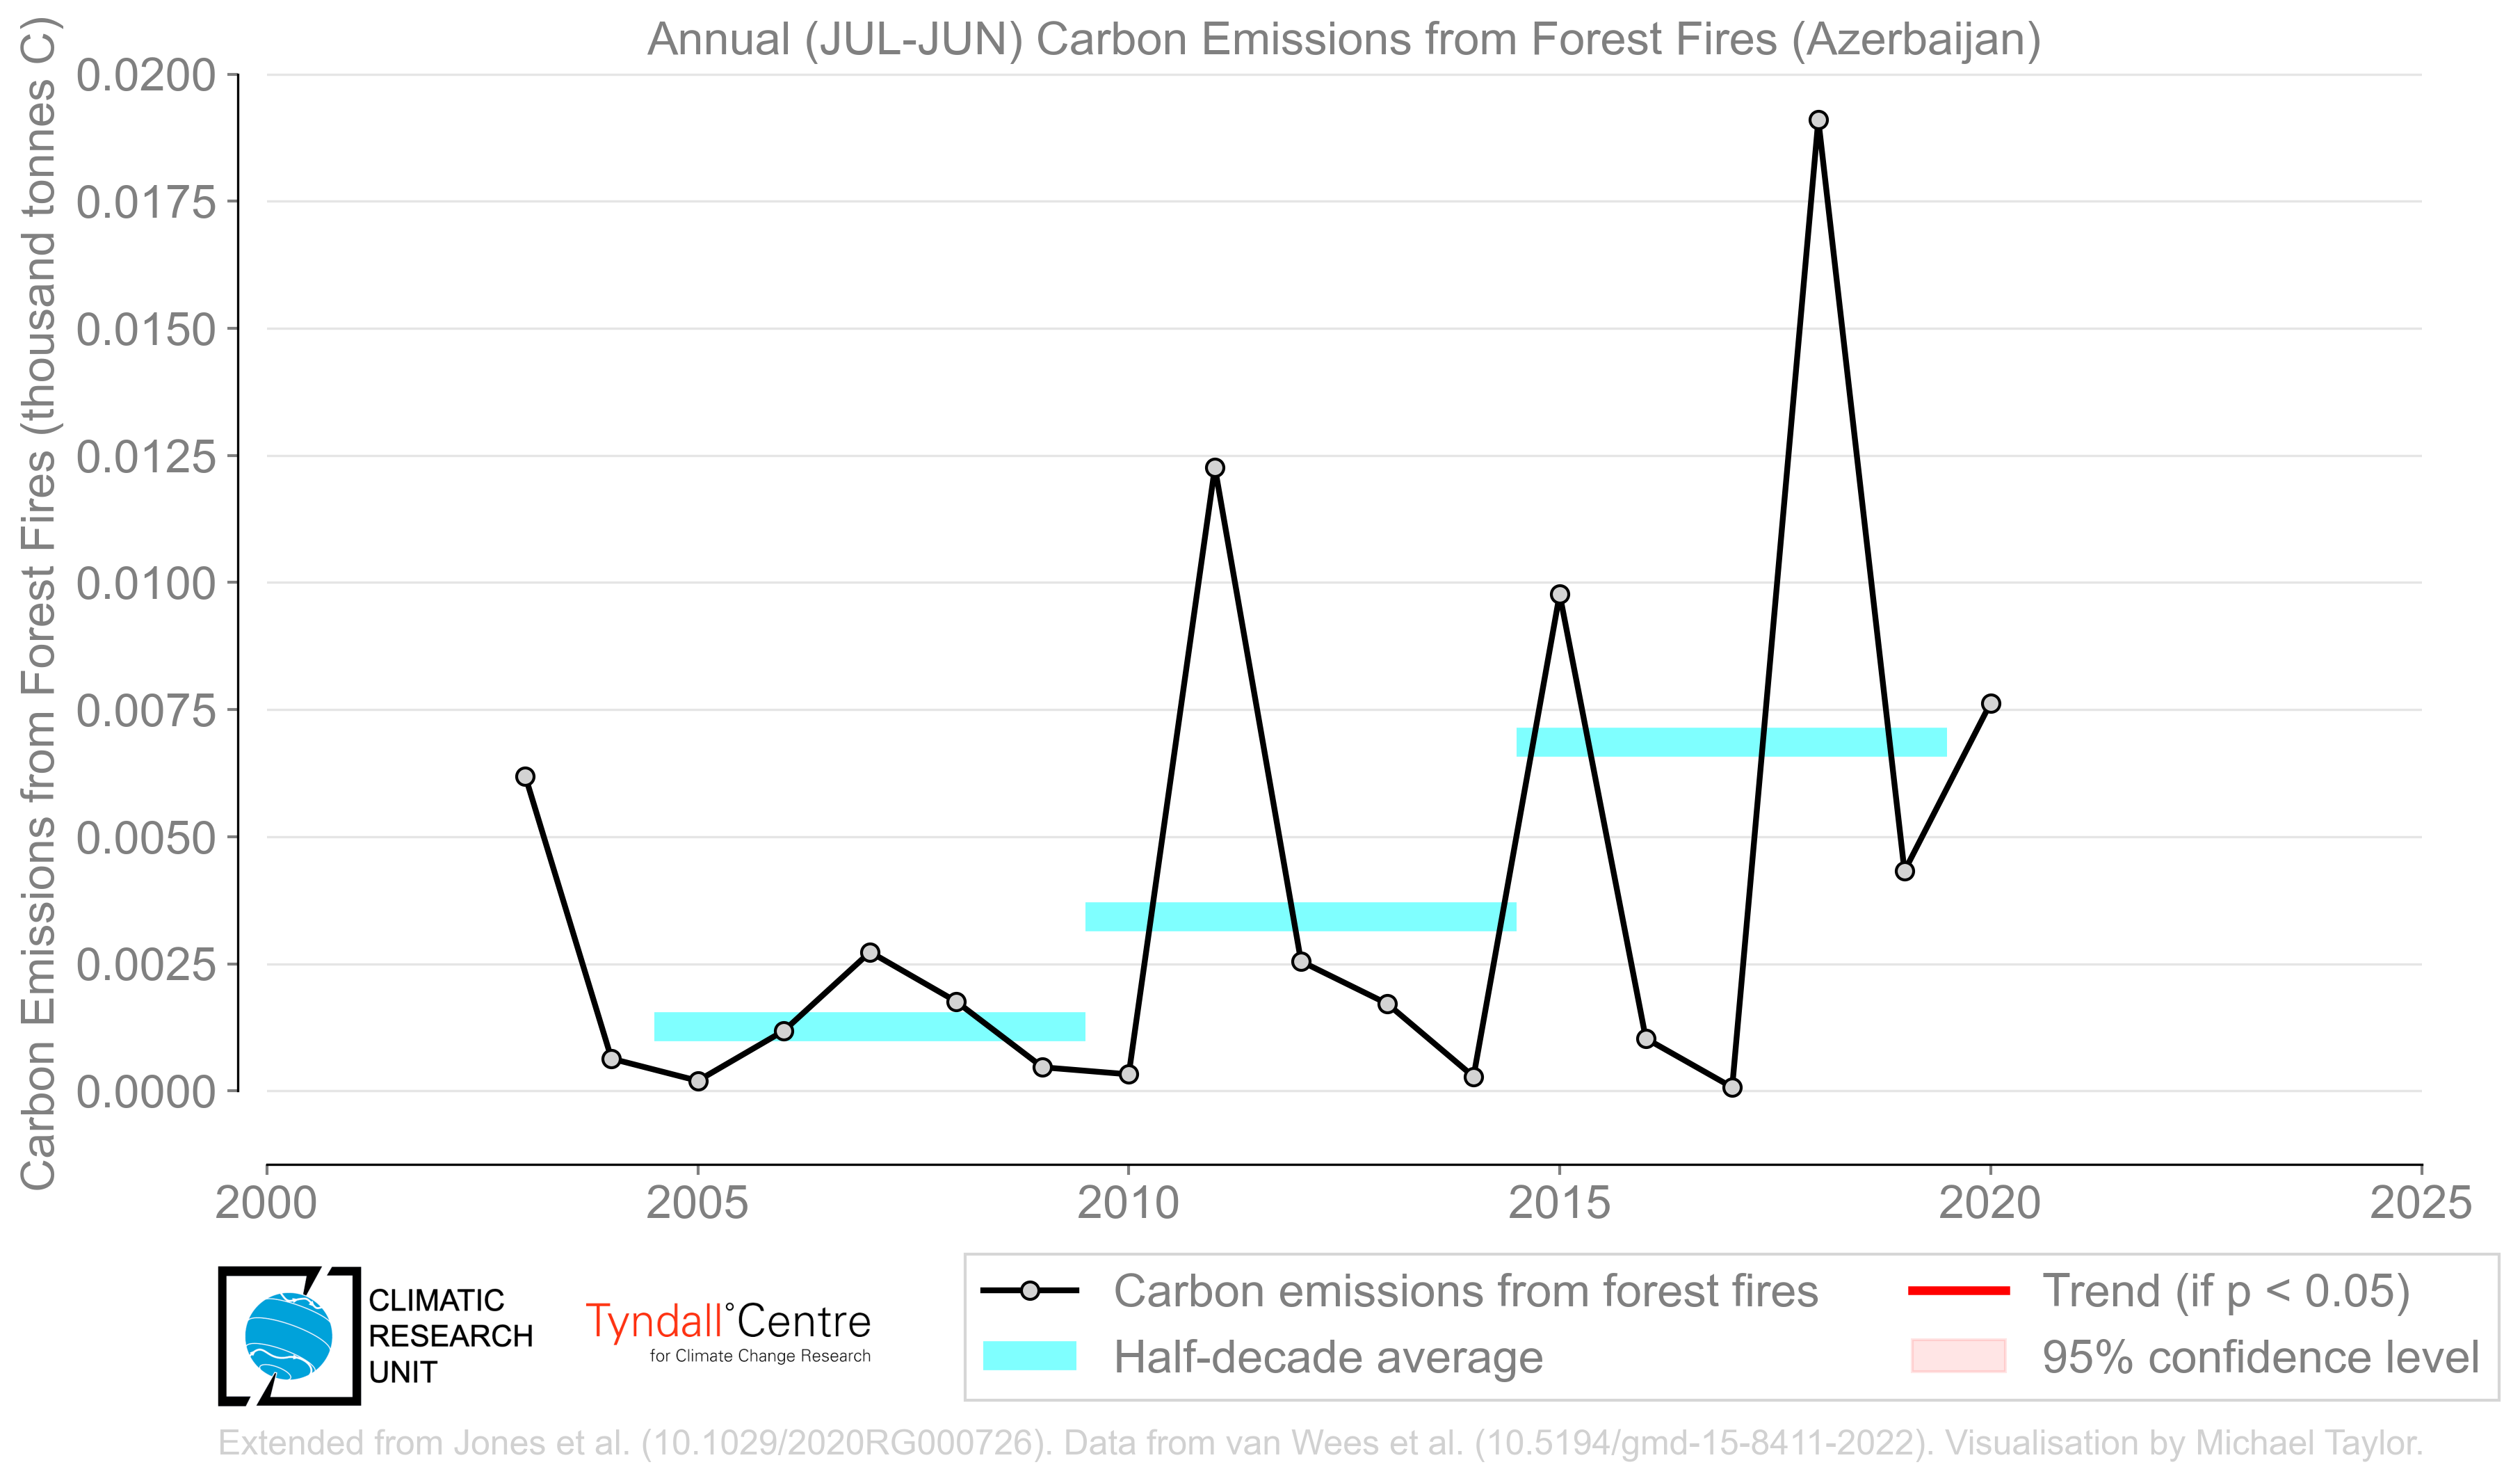 Annual (JUL-JUN) Carbon Emissions from Forest Fires (Azerbaijan)
Carbon Emissions from Forest Fires (thousand tonnes C)
0.0200
0.0175
0.0150
0.0125
0.0100
0.0075
0.0050
0.0025
0.0000
2000 2005 2010 2015 2020 2025
CLIMATIC
RESEARCH
UNIT
Tyndall°Centre
for Climate Change Research
Carbon emissions from forest fires
Half-decade average
Trend (if p < 0.05)
95% confidence level
Extended from Jones et al. (10.1029/2020RG000726). Data from van Wees et al. (10.5194/gmd-15-8411-2022). Visualisation by Michael Taylor.